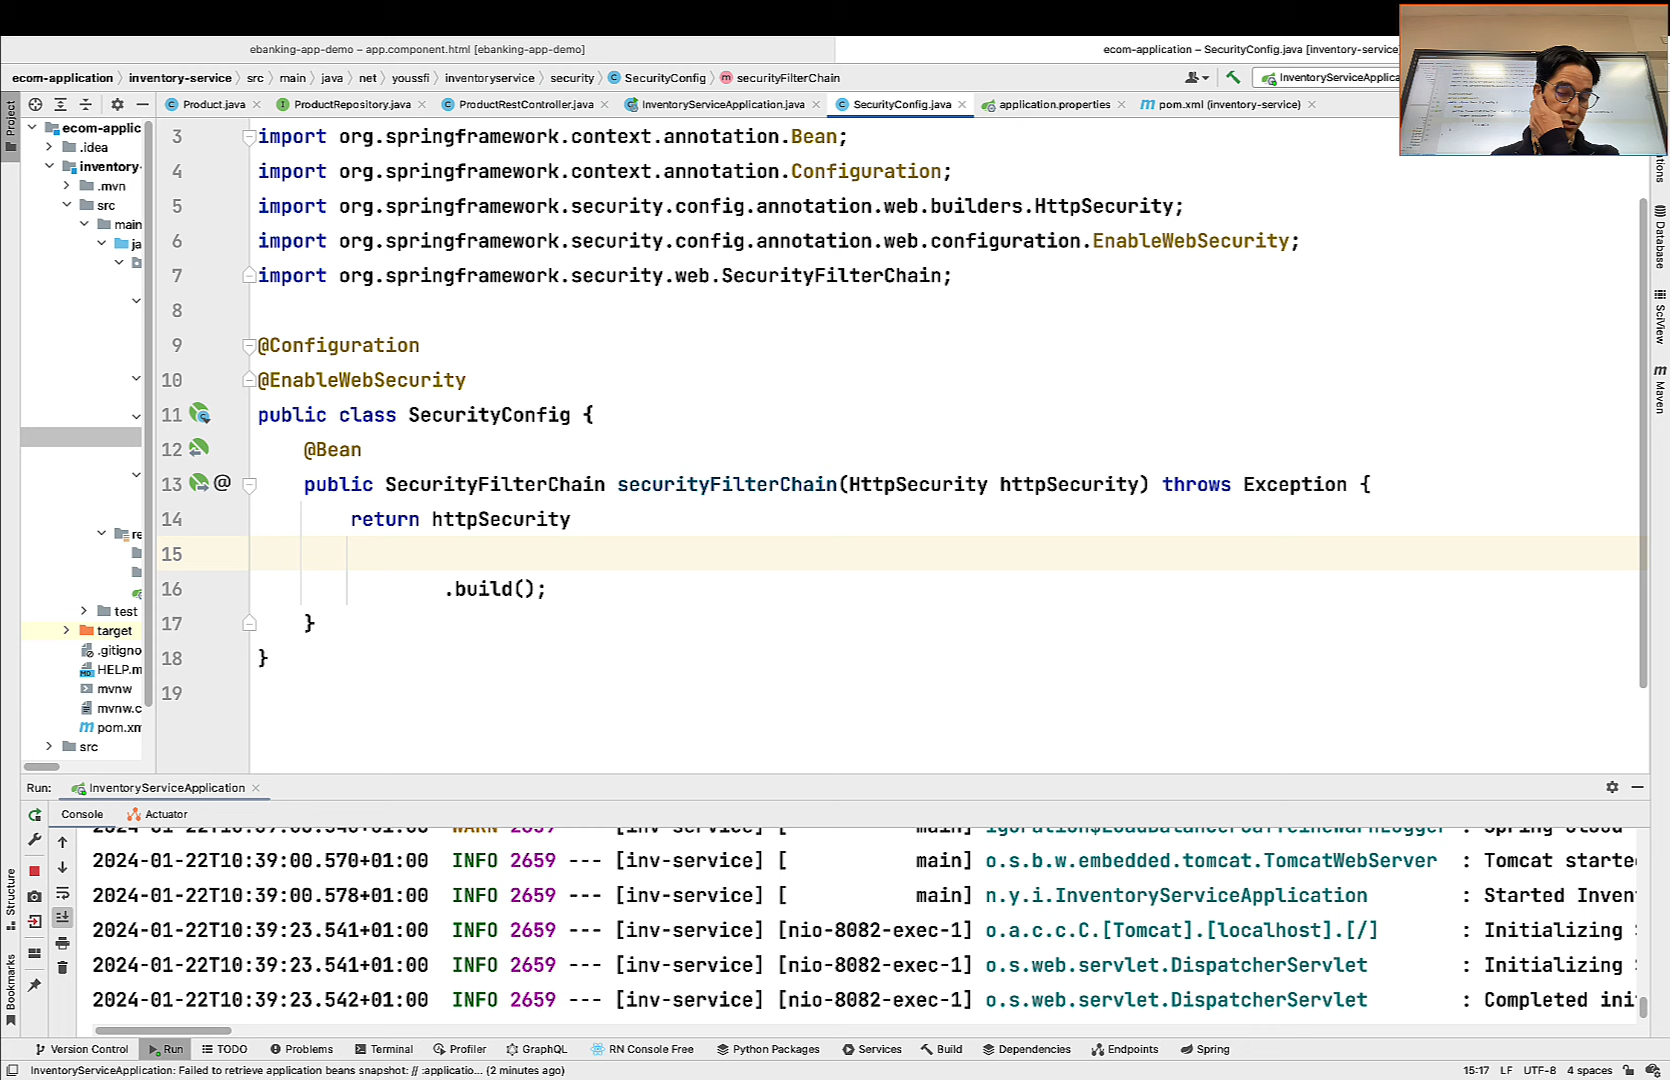 ebanking-app-demo – app.component.html [ebanking-app-demo]
ecom-application – SecurityConfig.java [inventory-service]
ecom-application > inventory-service > src > main > java > net > youssfi > inventoryservice > security > SecurityConfig > securityFilterChain
InventoryServiceApplica
Project
Product.java
ProductRepository.java
ProductRestController.java
InventoryServiceApplication.java
SecurityConfig.java
application.properties
pom.xml (inventory-service)
ecom-applic
.idea
inventory-
.mvn
src
main
ja
re
test
target
.gitigno
HELP.m
mvnw
mvnw.c
pom.xm
src
3 import org.springframework.context.annotation.Bean;
4 import org.springframework.context.annotation.Configuration;
5 import org.springframework.security.config.annotation.web.builders.HttpSecurity;
6 import org.springframework.security.config.annotation.web.configuration.EnableWebSecurity;
7 import org.springframework.security.web.SecurityFilterChain;
8
9 @Configuration
10 @EnableWebSecurity
11 public class SecurityConfig {
12 @Bean
13 public SecurityFilterChain securityFilterChain(HttpSecurity httpSecurity) throws Exception {
14 return httpSecurity
15
16 .build();
17 }
18 }
19
Database
SciView
Maven
Run: InventoryServiceApplication
Console Actuator
2024-01-22T10:39:00.570+01:00 INFO 2659 --- [inv-service] [ main] o.s.b.w.embedded.tomcat.TomcatWebServer : Tomcat starte
2024-01-22T10:39:00.578+01:00 INFO 2659 --- [inv-service] [ main] n.y.i.InventoryServiceApplication : Started Inven
2024-01-22T10:39:23.541+01:00 INFO 2659 --- [inv-service] [nio-8082-exec-1] o.a.c.c.C.[Tomcat].[localhost].[/] : Initializing
2024-01-22T10:39:23.541+01:00 INFO 2659 --- [inv-service] [nio-8082-exec-1] o.s.web.servlet.DispatcherServlet : Initializing
2024-01-22T10:39:23.542+01:00 INFO 2659 --- [inv-service] [nio-8082-exec-1] o.s.web.servlet.DispatcherServlet : Completed ini
Structure
Bookmarks
Version Control Run TODO Problems Terminal Profiler GraphQL RN Console Free Python Packages Services Build Dependencies Endpoints Spring
InventoryServiceApplication: Failed to retrieve application beans snapshot: // :applicatio... (2 minutes ago)
15:17 LF UTF-8 4 spaces